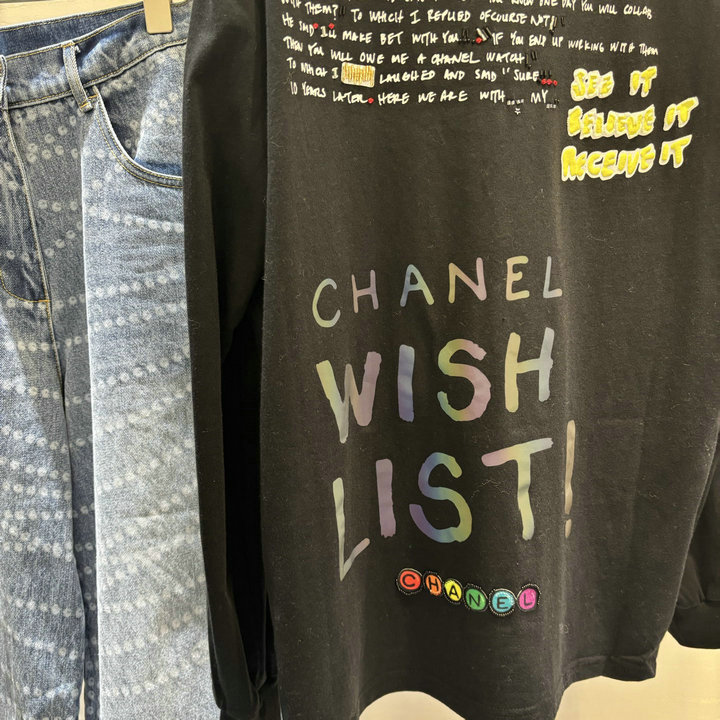 WITH THEM?" TO WHICH I REPLIED OFCOURSE NOT!!
HE SAID I'LL MAKE BET WITH YOU... IF YOU END UP WORKING WITH THEM
THEN YOU WILL OWE ME A CHANEL WATCH!
TO WHICH I LAUGHED AND SAID "SURE...
10 YEARS LATER. HERE WE ARE WITH .... MY...
SEE IT
BELIEVE IT
RECEIVE IT
CHANEL
WISH
LIST!
CHANEL